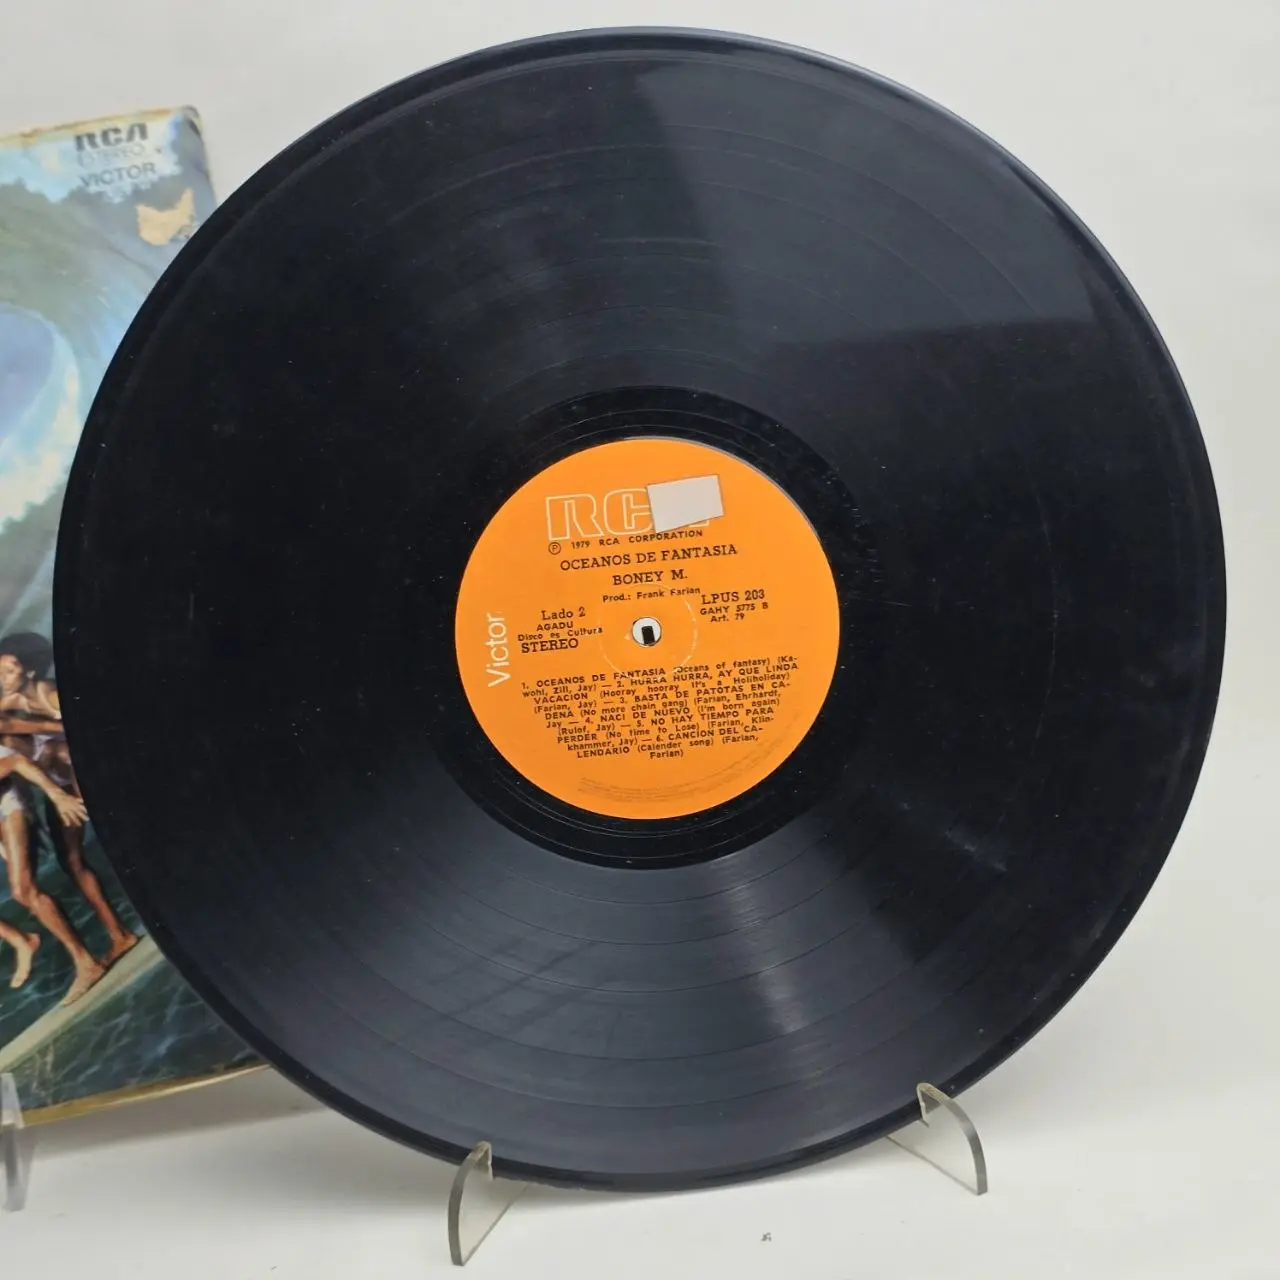 RCA
STEREO
VICTOR
RC
Ⓟ 1979 RCA CORPORATION
OCEANOS DE FANTASIA
BONEY M.
Prod.: Frank Farian
Lado 2
AGADU
Disco es Cultura
STEREO
LPUS 203
GAHY 5775 B
Art. 79
Victor
1. OCEANOS DE FANTASIA (Oceans of fantasy) (Ka-
wohl, Zill, Jay) — 2. HURRA HURRA, AY QUE LINDA
VACACION (Hooray hooray it's a Holiholiday)
(Farian, Jay) — 3. BASTA DE PATOTAS EN CA-
DENA (No more chain gang) (Farian, Ehrhardt,
Jay — 4. NACI DE NUEVO (I'm born again)
(Rulof, Jay) — 5. NO HAY TIEMPO PARA
PERDER (No time to Lose) (Farian, Klin-
khammer, Jay) — 6. CANCION DEL CA-
LENDARIO (Calender song) (Farian,
Farian)